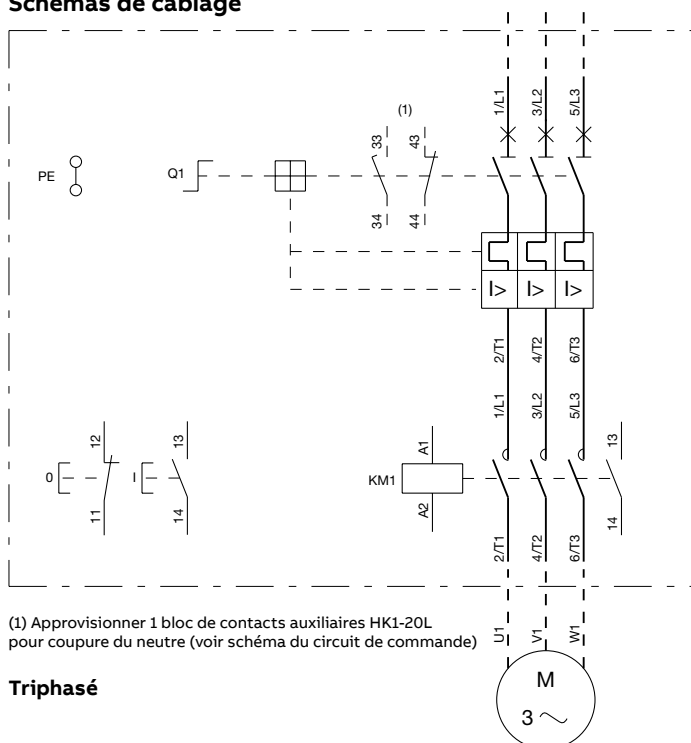 Schémas de câblage
1/L1 3/L2 5/L3
(1)
33 43
PE
Q1
34 44
I> I> I>
2/T1 4/T2 6/T3
1/L1 3/L2 5/L3
12 13
A1
13
0
I
KM1
11 14
A2
14
2/T1 4/T2 6/T3
(1) Approvisionner 1 bloc de contacts auxiliaires HK1-20L
pour coupure du neutre (voir schéma du circuit de commande)
U1 V1 W1
Triphasé
M
3 ~